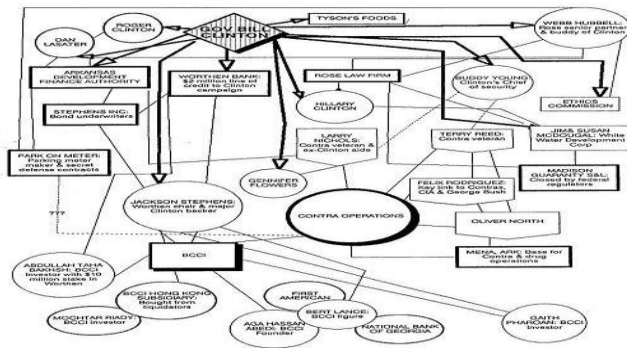 GOV BILL
CLINTON
ROGER
CLINTON
DAN
LASATER
TYSON'S FOODS
WEBB HUBBELL:
Rose senior partner
& buddy of Clinton
ARKANSAS
DEVELOPMENT
FINANCE AUTHORITY
WORTHEN BANK:
$2 million line of
credit to Clinton
campaign
ROSE LAW FIRM
BUDDY YOUNG
Clinton's Chief
of security
ETHICS
COMMISSION
STEPHENS INC:
Bond underwriters
HILLARY
CLINTON
LARRY
NICHOLS:
Contra veteran &
ex-Clinton aide
TERRY REED:
Contra veteran
JIM & SUSAN
MCDOUGAL: White
Water Development
Corp
PARK ON METER:
Parking meter
maker & secret
defense contracts
GENNIFER
FLOWERS
MADISON
GUARANTY S&L:
Closed by federal
regulators
FELIX RODRIGUEZ:
Key link to Contras,
CIA & George Bush
JACKSON STEPHENS:
Worthen chair & major
Clinton backer
CONTRA OPERATIONS
OLIVER NORTH
???
BCCI
MENA, ARK: Base for
Contra & drug
operations
ABDULLAH TAHA
BAKHSH: BCCI
Investor with $10
million stake in
Worthen
BCCI HONG KONG
SUBSIDIARY:
Bought from
liquidators
FIRST
AMERICAN
MOCHTAR RIADY:
BCCI investor
AGA HASSAN
ABEDI: BCCI
Founder
BERT LANCE:
BCCI figure
NATIONAL BANK
OF GEORGIA
GAITH
PHAROAN: BCCI
Investor